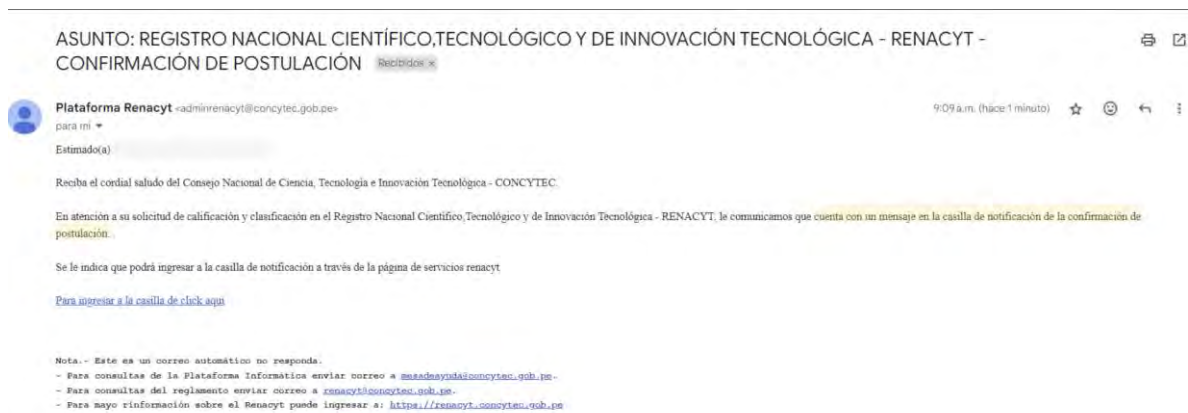 ASUNTO: REGISTRO NACIONAL CIENTÍFICO,TECNOLÓGICO Y DE INNOVACIÓN TECNOLÓGICA - RENACYT -
CONFIRMACIÓN DE POSTULACIÓN Recibidos ×
Plataforma Renacyt <adminrenacyt@concytec.gob.pe>
9:09 a.m. (hace 1 minuto)
para mí
Estimado(a)
Reciba el cordial saludo del Consejo Nacional de Ciencia, Tecnología e Innovación Tecnológica - CONCYTEC.
En atención a su solicitud de calificación y clasificación en el Registro Nacional Científico,Tecnológico y de Innovación Tecnológica - RENACYT, le comunicamos que cuenta con un mensaje en la casilla de notificación de la confirmación de
postulación.
Se le indica que podrá ingresar a la casilla de notificación a través de la página de servicios renacyt
Para ingresar a la casilla de click aqui
Nota.- Este es un correo automático no responda.
- Para consultas de la Plataforma Informática enviar correo a mesadeayuda@concytec.gob.pe.
- Para consultas del reglamento enviar correo a renacyt@concytec.gob.pe.
- Para mayo rinformación sobre el Renacyt puede ingresar a: https://renacyt.concytec.gob.pe